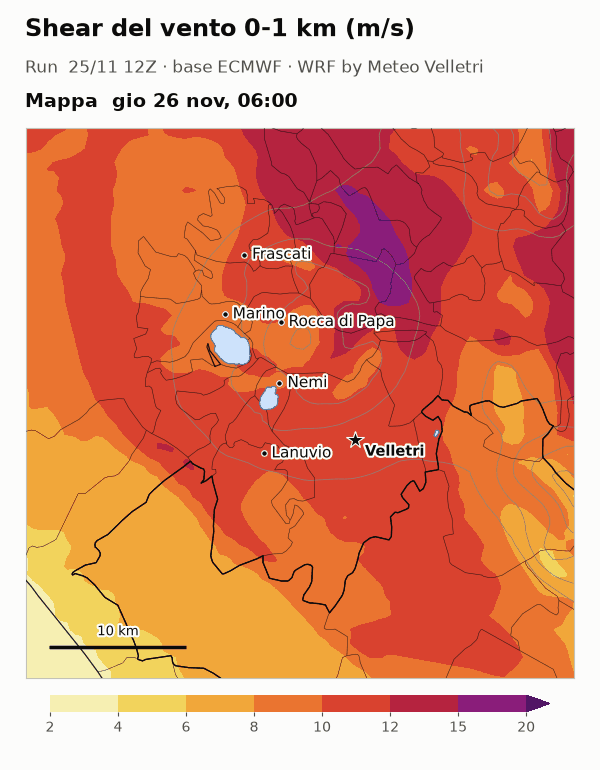 Shear del vento 0-1 km (m/s)
Run  25/11 12Z · base ECMWF · WRF by Meteo Velletri
Mappa  gio 26 nov, 06:00
Frascati
Marino
Rocca di Papa
Nemi
Velletri
Lanuvio
10 km
2 4 6 8 10 12 15 20